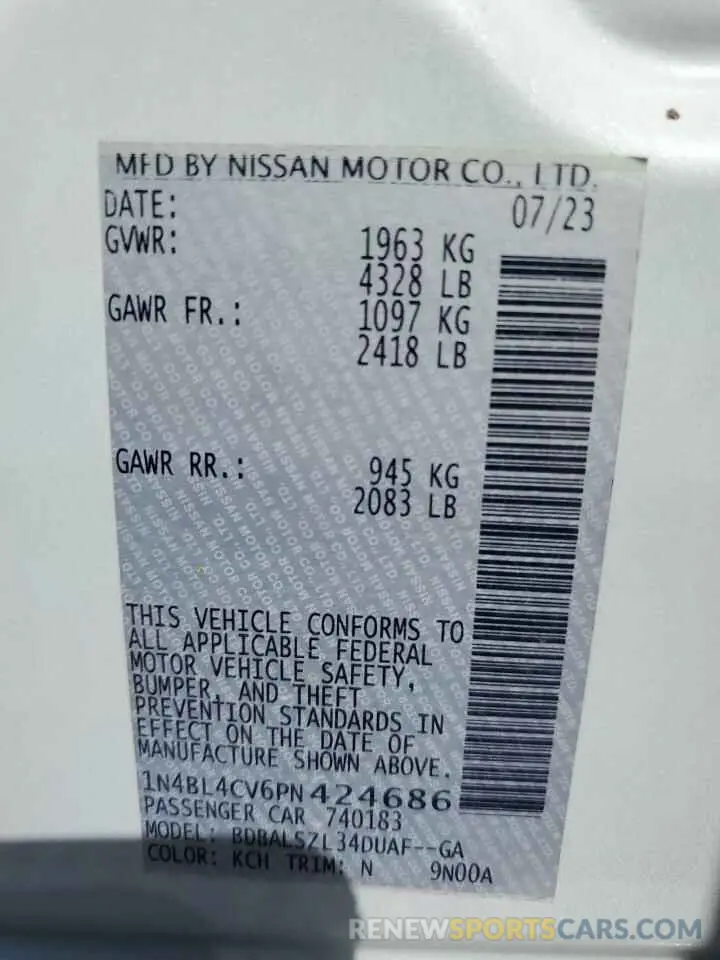 MFD BY NISSAN MOTOR CO., LTD.
DATE: 07/23
GVWR: 1963 KG
4328 LB
GAWR FR.: 1097 KG
2418 LB
GAWR RR.: 945 KG
2083 LB
THIS VEHICLE CONFORMS TO
ALL APPLICABLE FEDERAL
MOTOR VEHICLE SAFETY,
BUMPER, AND THEFT
PREVENTION STANDARDS IN
EFFECT ON THE DATE OF
MANUFACTURE SHOWN ABOVE.
1N4BL4CV6PN424686
PASSENGER CAR 740183
MODEL: BDBALSZL34DUAF--GA
COLOR: KCH TRIM: N 9N00A
RENEWSPORTSCARS.COM